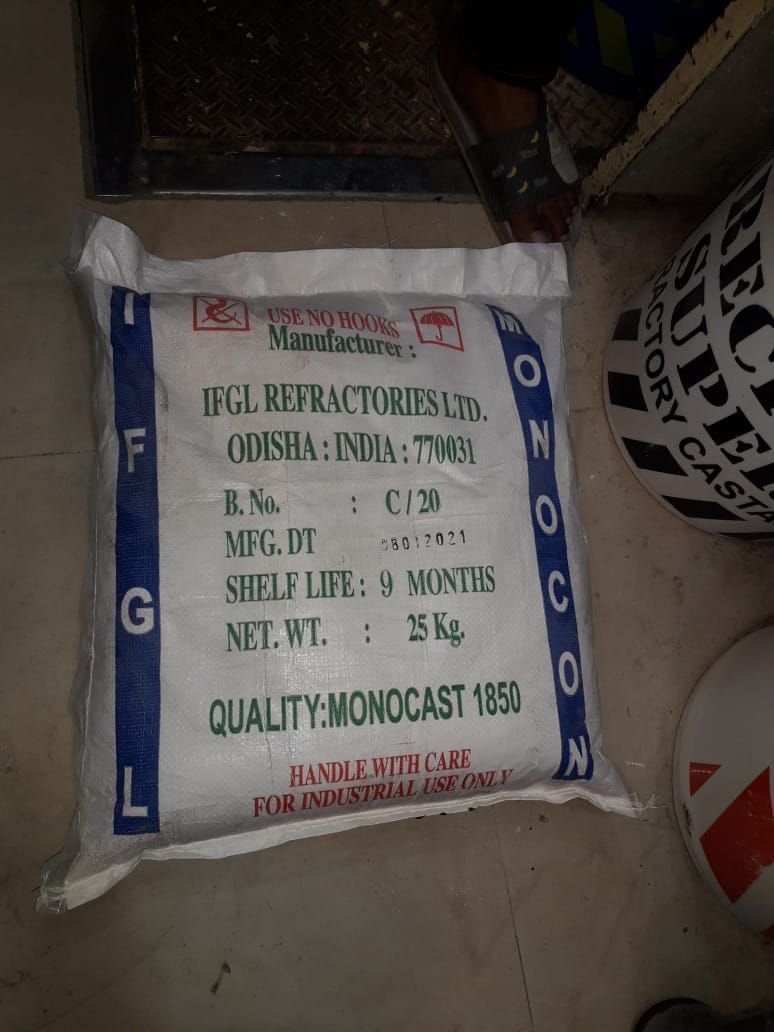 IFGL
USE NO HOOKS
Manufacturer :
IFGL REFRACTORIES LTD.
ODISHA : INDIA : 770031
B. No. : C / 20
MFG. DT 08012021
SHELF LIFE : 9 MONTHS
NET. WT. : 25 Kg.
QUALITY:MONOCAST 1850
HANDLE WITH CARE
FOR INDUSTRIAL USE ONLY
MONOCON
SUPER